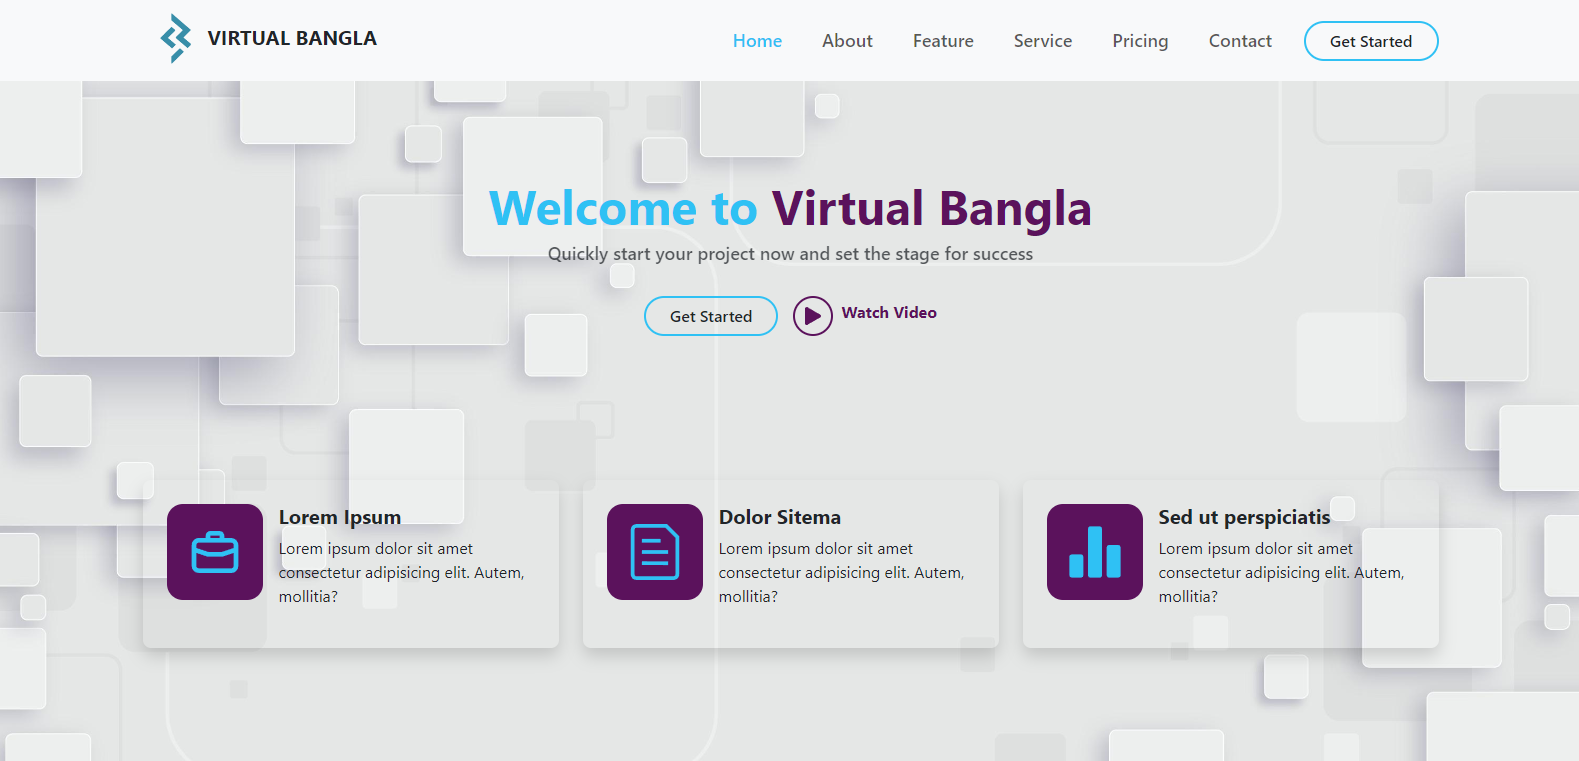 VIRTUAL BANGLA
Home About Feature Service Pricing Contact Get Started
Welcome to Virtual Bangla
Quickly start your project now and set the stage for success
Get Started Watch Video
Lorem Ipsum
Lorem ipsum dolor sit amet
consectetur adipisicing elit. Autem,
mollitia?
Dolor Sitema
Lorem ipsum dolor sit amet
consectetur adipisicing elit. Autem,
mollitia?
Sed ut perspiciatis
Lorem ipsum dolor sit amet
consectetur adipisicing elit. Autem,
mollitia?